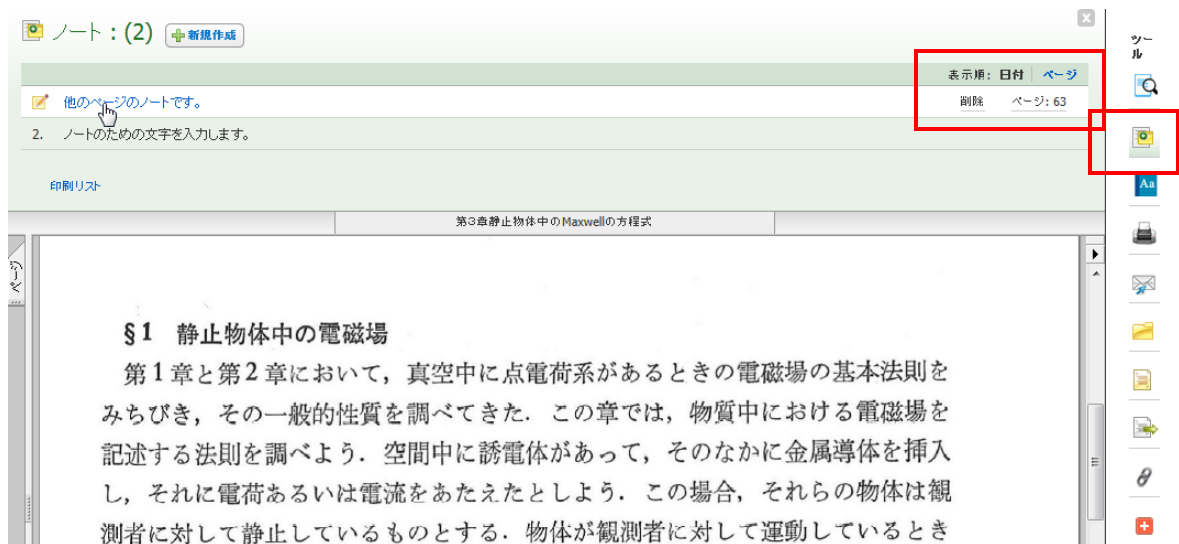 ノート：(2) 新規作成
ツール
表示順: 日付 ページ
他のページのノートです。 削除 ページ: 63
2. ノートのための文字を入力します。
Aa
印刷リスト
第3章静止物体中のMaxwellの方程式
§1 静止物体中の電磁場
第1章と第2章において，真空中に点電荷系があるときの電磁場の基本法則を
みちびき，その一般的性質を調べてきた．この章では，物質中における電磁場を
記述する法則を調べよう．空間中に誘電体があって，そのなかに金属導体を挿入
し，それに電荷あるいは電流をあたえたとしよう．この場合，それらの物体は観
測者に対して静止しているものとする．物体が観測者に対して運動しているとき